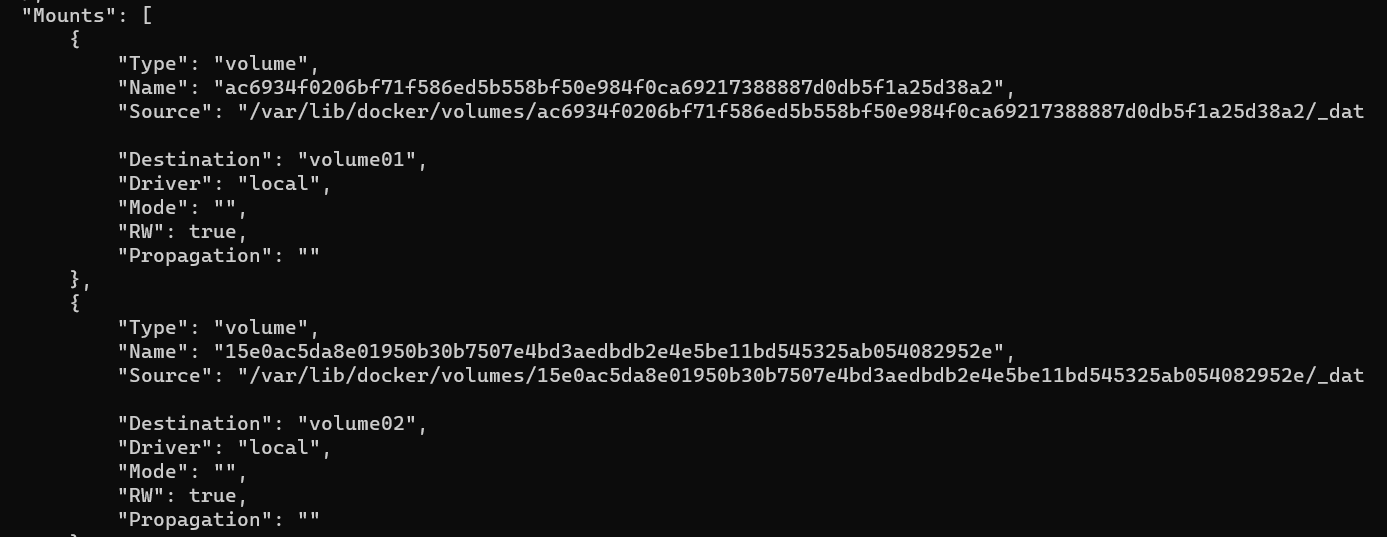 "Mounts": [
{
"Type": "volume",
"Name": "ac6934f0206bf71f586ed5b558bf50e984f0ca69217388887d0db5f1a25d38a2",
"Source": "/var/lib/docker/volumes/ac6934f0206bf71f586ed5b558bf50e984f0ca69217388887d0db5f1a25d38a2/_dat
"Destination": "volume01",
"Driver": "local",
"Mode": "",
"RW": true,
"Propagation": ""
},
{
"Type": "volume",
"Name": "15e0ac5da8e01950b30b7507e4bd3aedbdb2e4e5be11bd545325ab054082952e",
"Source": "/var/lib/docker/volumes/15e0ac5da8e01950b30b7507e4bd3aedbdb2e4e5be11bd545325ab054082952e/_dat
"Destination": "volume02",
"Driver": "local",
"Mode": "",
"RW": true,
"Propagation": ""